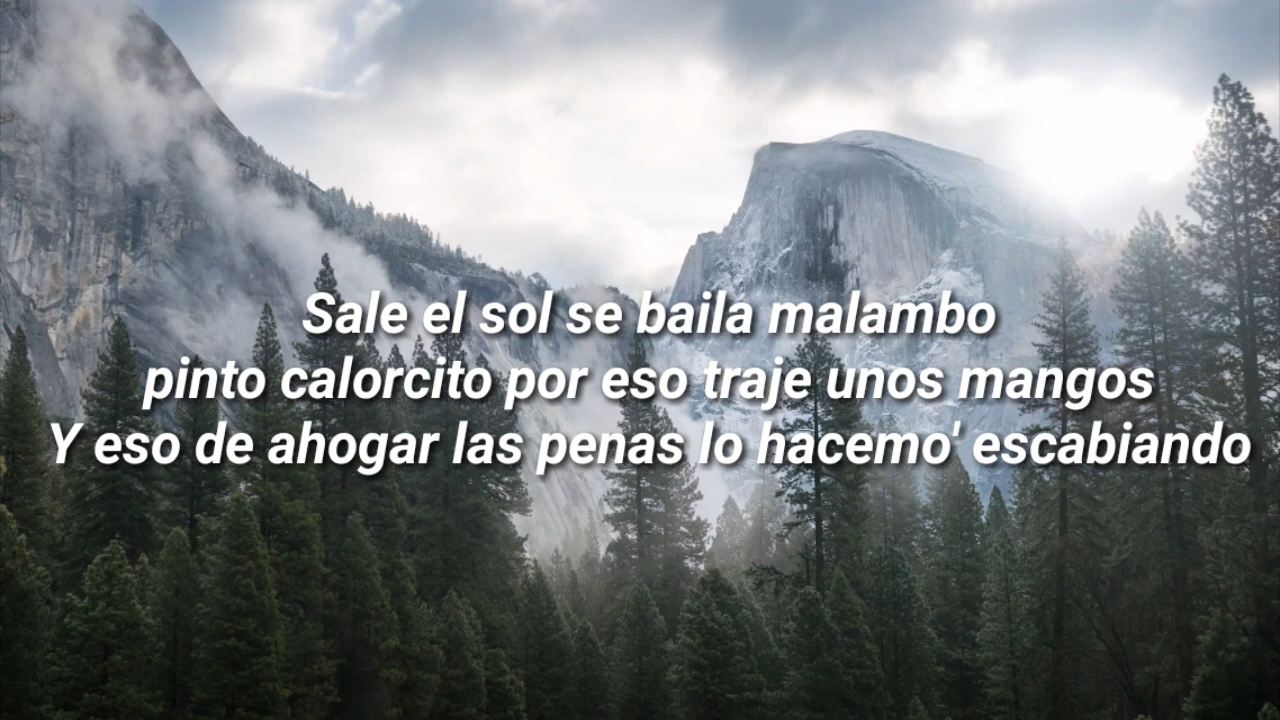 Sale el sol se baila malambo
pinto calorcito por eso traje unos mangos
Y eso de ahogar las penas lo hacemo' escabiando